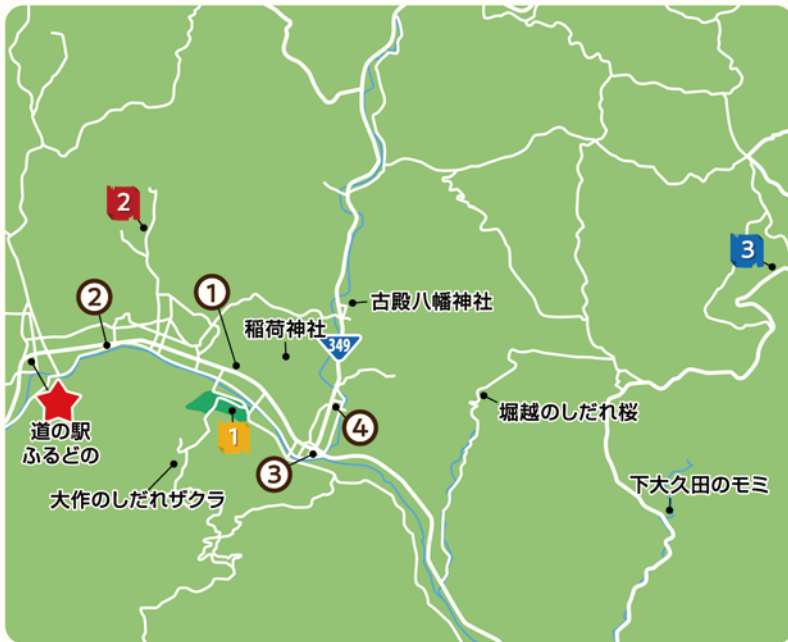 2
3
②
①
古殿八幡神社
稲荷神社
349
堀越のしだれ桜
道の駅
ふるどの
1
④
③
大作のしだれザクラ
下大久田のモミ